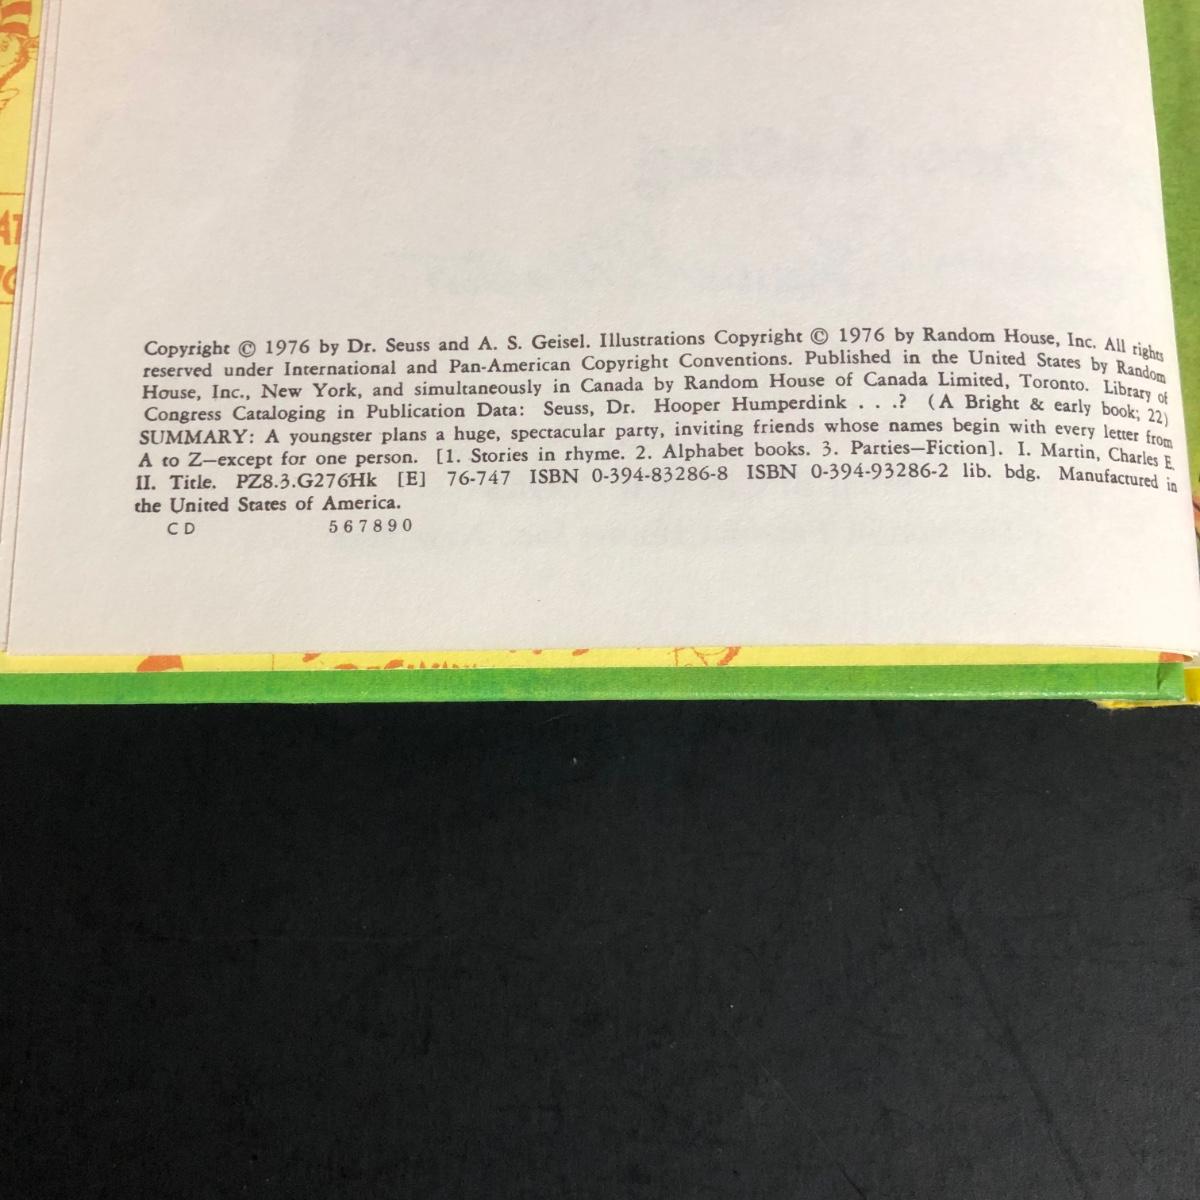 Copyright © 1976 by Dr. Seuss and A. S. Geisel. Illustrations Copyright © 1976 by Random House, Inc. All rights
reserved under International and Pan-American Copyright Conventions. Published in the United States by Random
House, Inc., New York, and simultaneously in Canada by Random House of Canada Limited, Toronto. Library of
Congress Cataloging in Publication Data: Seuss, Dr. Hooper Humperdink . . .? (A Bright & early book; 22)
SUMMARY: A youngster plans a huge, spectacular party, inviting friends whose names begin with every letter from
A to Z—except for one person. [1. Stories in rhyme. 2. Alphabet books. 3. Parties—Fiction]. I. Martin, Charles E.
II. Title. PZ8.3.G276Hk [E] 76-747 ISBN 0-394-83286-8 ISBN 0-394-93286-2 lib. bdg. Manufactured in
the United States of America.
C D 5 6 7 8 9 0